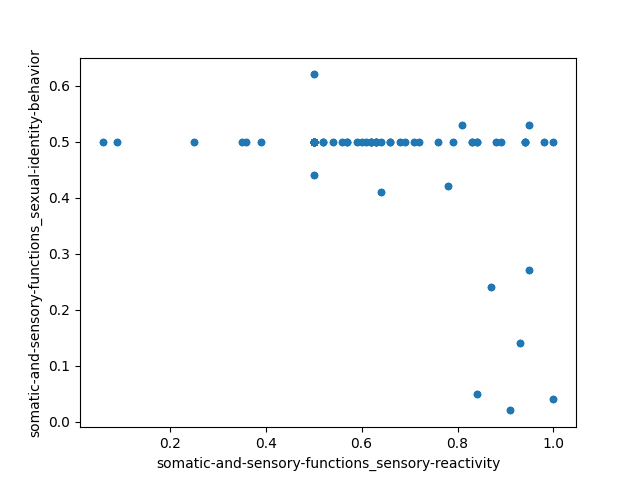 0.6
0.5
0.4
0.3
0.2
0.1
0.0
somatic-and-sensory-functions_sexual-identity-behavior
0.2 0.4 0.6 0.8 1.0
somatic-and-sensory-functions_sensory-reactivity